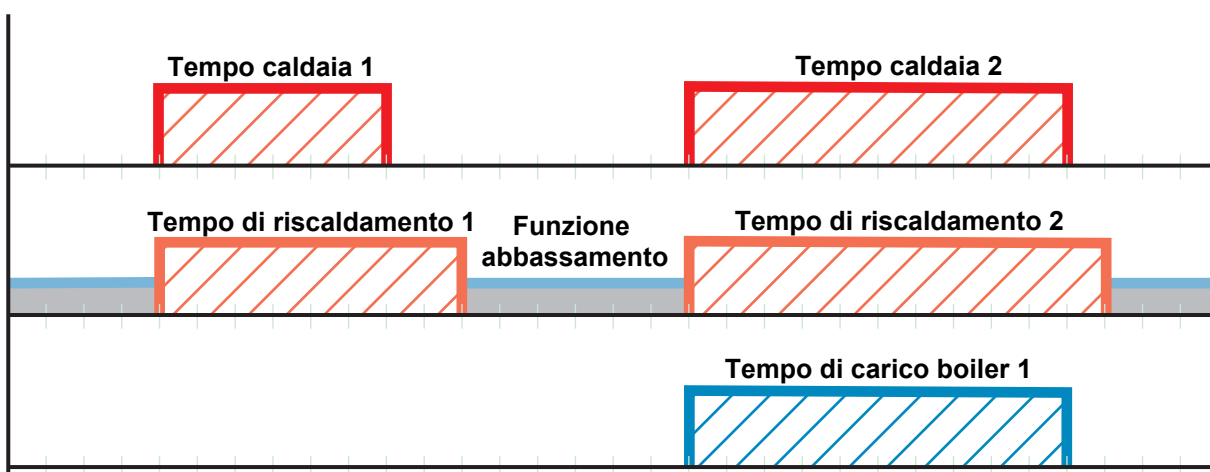 Tempo caldaia 1
Tempo caldaia 2
Tempo di riscaldamento 1
Funzione
abbassamento
Tempo di riscaldamento 2
Tempo di carico boiler 1